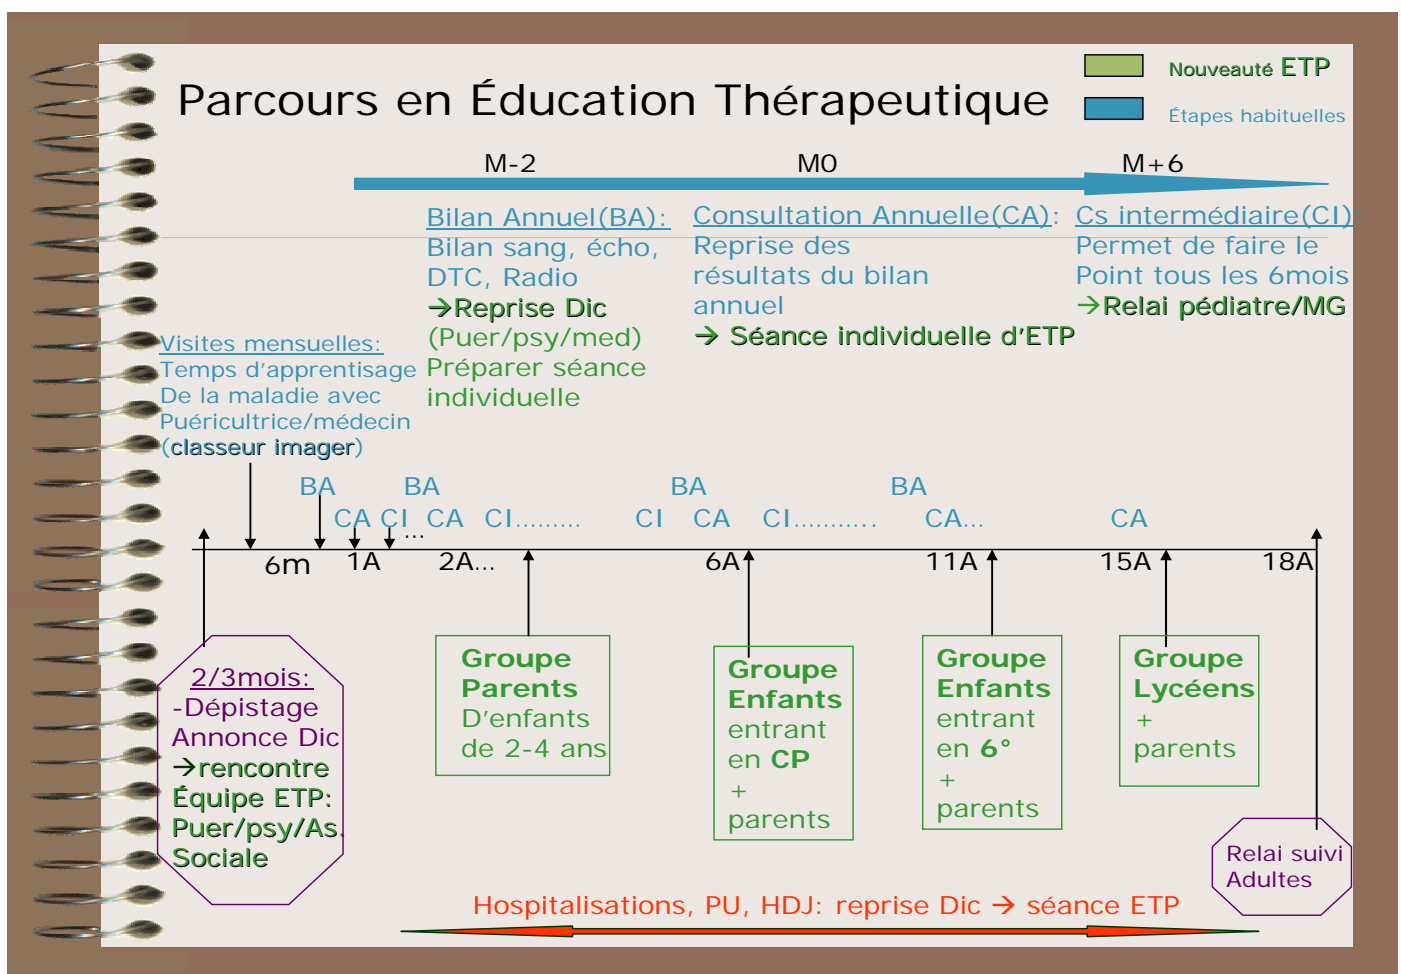 Parcours en Éducation Thérapeutique
Nouveauté ETP
Étapes habituelles
M-2
M0
M+6
Bilan Annuel(BA):
Bilan sang, écho,
DTC, Radio
→Reprise Dic
(Puer/psy/med)
Préparer séance
individuelle
Consultation Annuelle(CA):
Reprise des
résultats du bilan
annuel
→ Séance individuelle d'ETP
Cs intermédiaire(CI):
Permet de faire le
Point tous les 6mois
→Relai pédiatre/MG
Visites mensuelles:
Temps d'apprentisage
De la maladie avec
Puéricultrice/médecin
(classeur imager)
BA BA BA BA
CA CI CA CI......... CI CA CI........... CA... CA
...
6m 1A 2A... 6A 11A 15A 18A
2/3mois:
-Dépistage
Annonce Dic
→rencontre
Équipe ETP:
Puer/psy/As.
Sociale
Groupe
Parents
D'enfants
de 2-4 ans
Groupe
Enfants
entrant
en CP
+
parents
Groupe
Enfants
entrant
en 6°
+
parents
Groupe
Lycéens
+
parents
Relai suivi
Adultes
Hospitalisations, PU, HDJ: reprise Dic → séance ETP